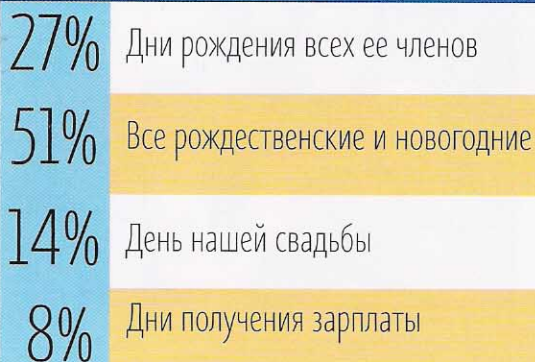 27% Дни рождения всех ее членов
51% Все рождественские и новогодние
14% День нашей свадьбы
8% Дни получения зарплаты